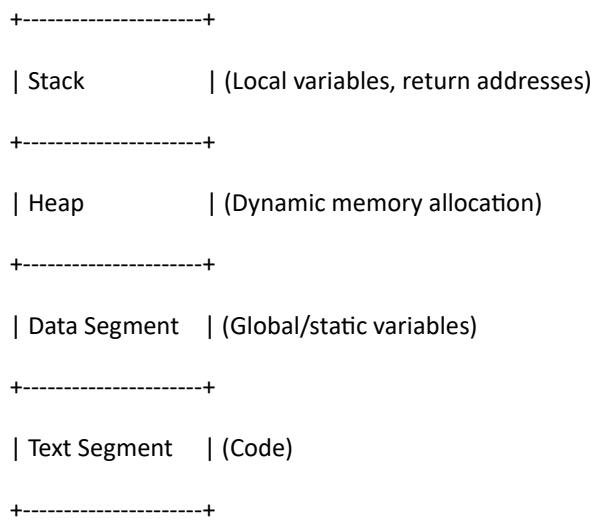 +----------------------+
| Stack | (Local variables, return addresses)
+----------------------+
| Heap | (Dynamic memory allocation)
+----------------------+
| Data Segment | (Global/static variables)
+----------------------+
| Text Segment | (Code)
+----------------------+